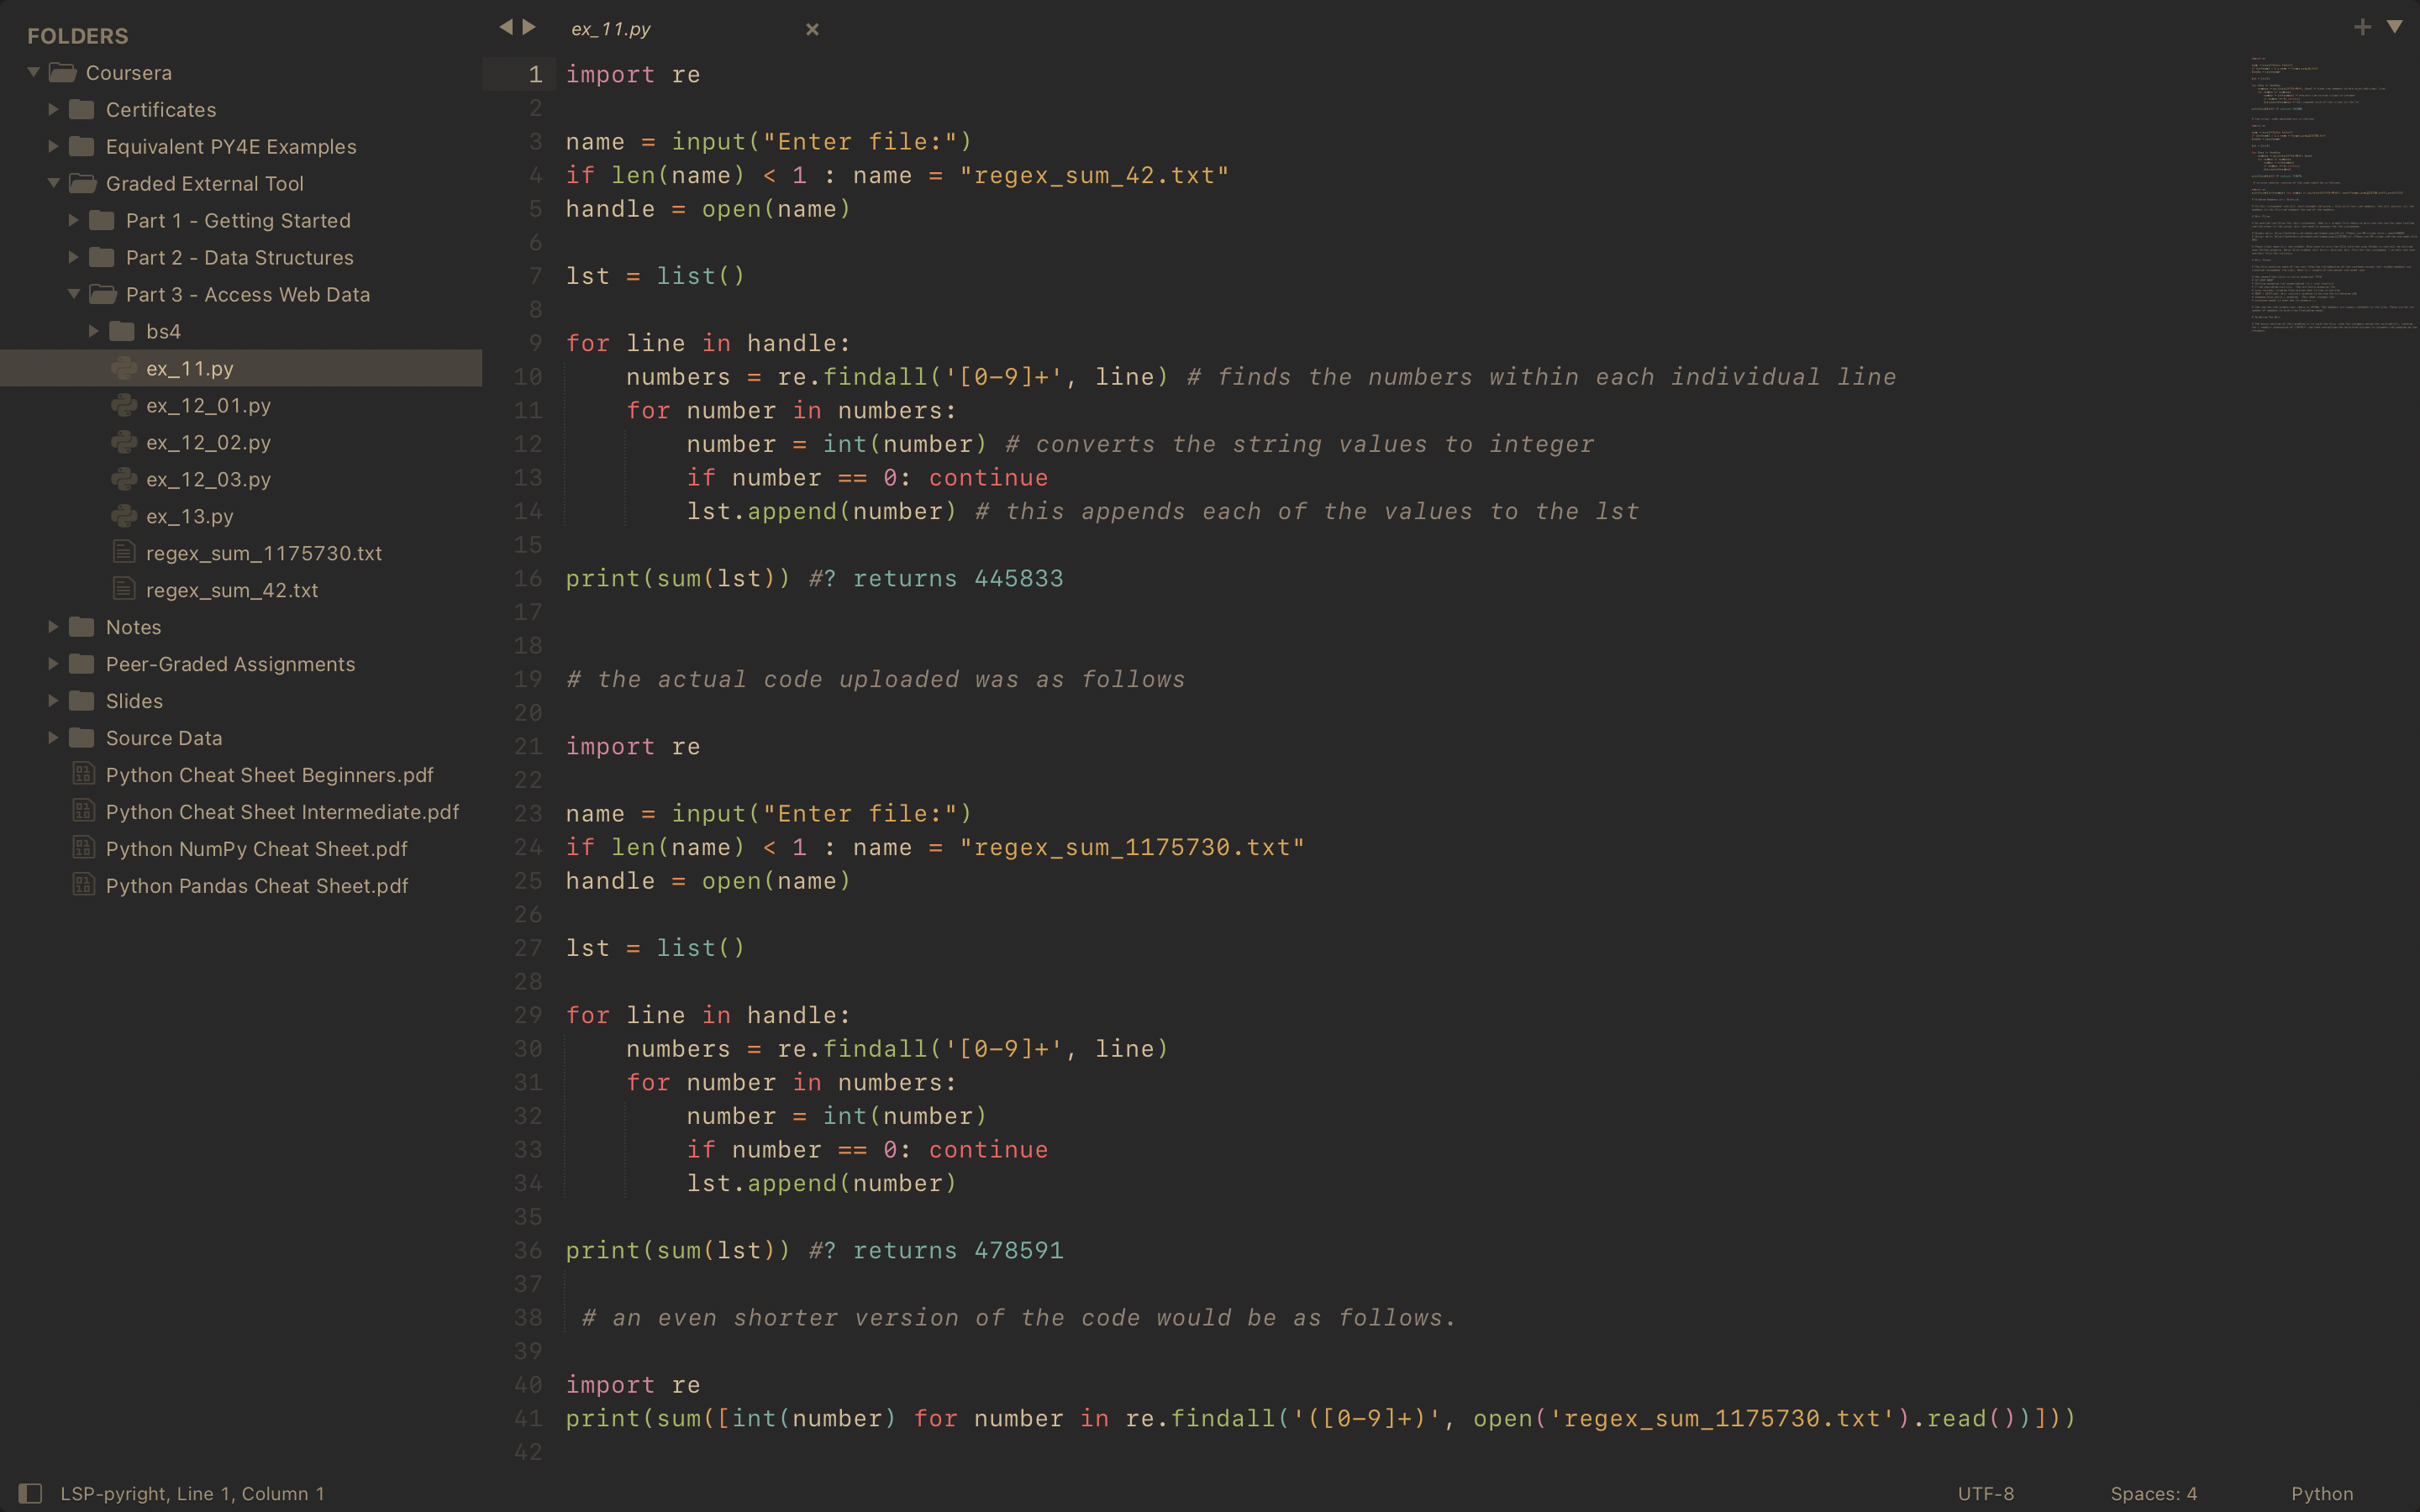 FOLDERS
Coursera
Certificates
Equivalent PY4E Examples
Graded External Tool
Part 1 - Getting Started
Part 2 - Data Structures
Part 3 - Access Web Data
bs4
ex_11.py
ex_12_01.py
ex_12_02.py
ex_12_03.py
ex_13.py
regex_sum_1175730.txt
regex_sum_42.txt
Notes
Peer-Graded Assignments
Slides
Source Data
Python Cheat Sheet Beginners.pdf
Python Cheat Sheet Intermediate.pdf
Python NumPy Cheat Sheet.pdf
Python Pandas Cheat Sheet.pdf
ex_11.py
1 import re
2
3 name = input("Enter file:")
4 if len(name) < 1 : name = "regex_sum_42.txt"
5 handle = open(name)
6
7 lst = list()
8
9 for line in handle:
10     numbers = re.findall('[0-9]+', line) # finds the numbers within each individual line
11     for number in numbers:
12         number = int(number) # converts the string values to integer
13         if number == 0: continue
14         lst.append(number) # this appends each of the values to the lst
15
16 print(sum(lst)) #? returns 445833
17
18
19 # the actual code uploaded was as follows
20
21 import re
22
23 name = input("Enter file:")
24 if len(name) < 1 : name = "regex_sum_1175730.txt"
25 handle = open(name)
26
27 lst = list()
28
29 for line in handle:
30     numbers = re.findall('[0-9]+', line)
31     for number in numbers:
32         number = int(number)
33         if number == 0: continue
34         lst.append(number)
35
36 print(sum(lst)) #? returns 478591
37
38  # an even shorter version of the code would be as follows.
39
40 import re
41 print(sum([int(number) for number in re.findall('([0-9]+)', open('regex_sum_1175730.txt').read())]))
42
LSP-pyright, Line 1, Column 1
UTF-8
Spaces: 4
Python